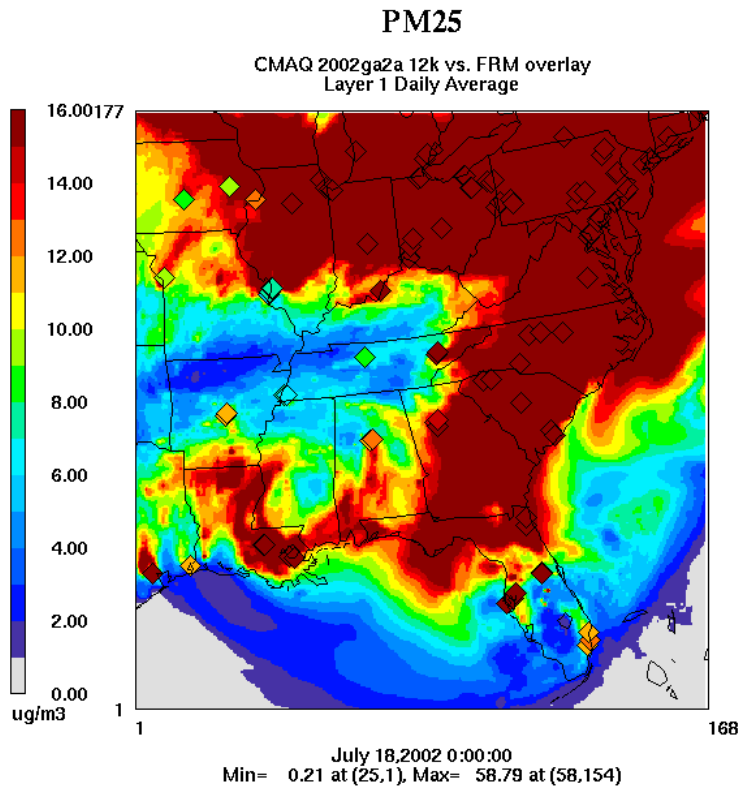 PM25
CMAQ 2002ga2a 12k vs. FRM overlay
Layer 1 Daily Average
16.00
14.00
12.00
10.00
8.00
6.00
4.00
2.00
0.00
ug/m3
177
1
1
168
July 18,2002 0:00:00
Min= 0.21 at (25,1), Max= 58.79 at (58,154)